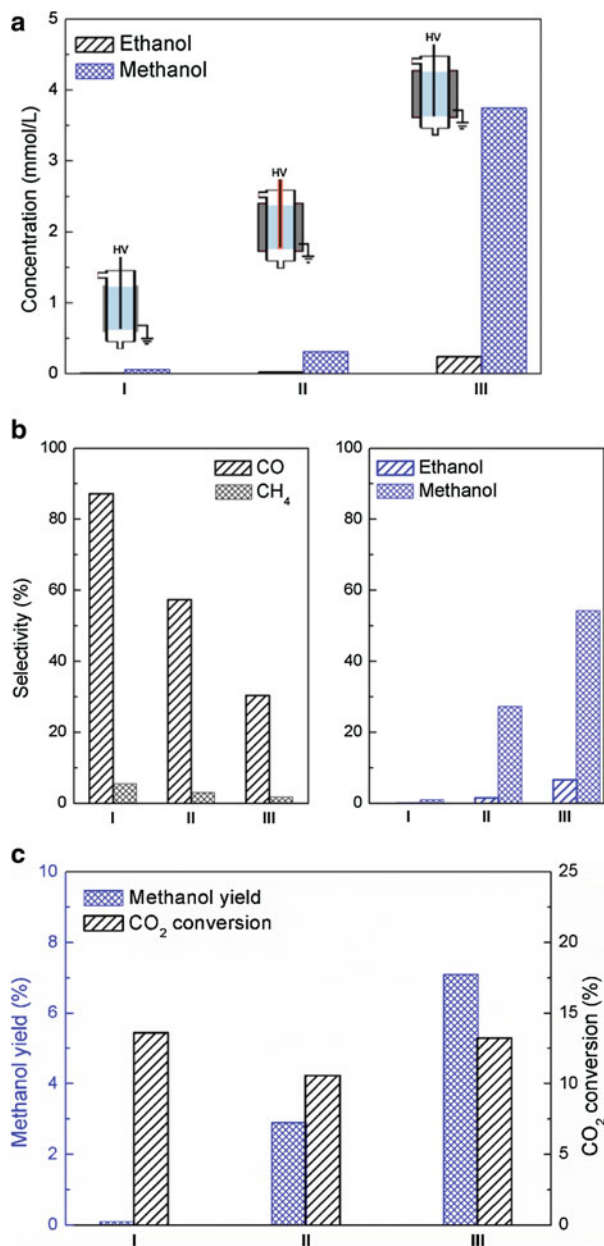 a
Ethanol
Methanol
HV
HV
HV
Concentration (mmol/L)
5
4
3
2
1
0
I II III
b
Selectivity (%)
100
80
60
40
20
0
CO
CH₄
I II III
100
80
60
40
20
0
Ethanol
Methanol
I II III
c
Methanol yield (%)
10
8
6
4
2
0
Methanol yield
CO₂ conversion
25
20
15
10
5
0
CO₂ conversion (%)
I II III